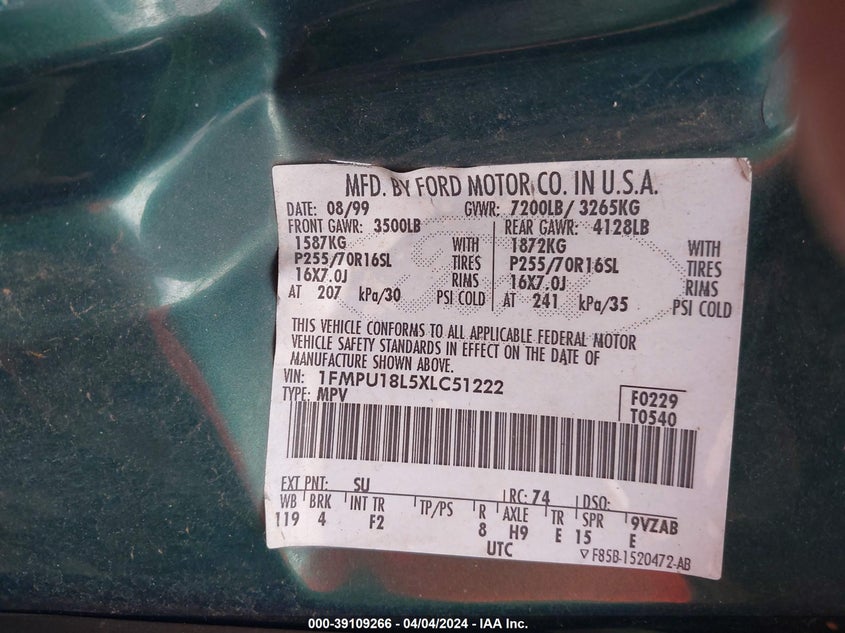 MFD. BY FORD MOTOR CO. IN U.S.A.
DATE: 08/99 GVWR: 7200LB/ 3265KG
FRONT GAWR: 3500LB REAR GAWR: 4128LB
1587KG WITH 1872KG WITH
P255/70R16SL TIRES P255/70R16SL TIRES
16X7.0J RIMS 16X7.0J RIMS
AT 207 kPa/30 PSI COLD AT 241 kPa/35 PSI COLD
THIS VEHICLE CONFORMS TO ALL APPLICABLE FEDERAL MOTOR
VEHICLE SAFETY STANDARDS IN EFFECT ON THE DATE OF
MANUFACTURE SHOWN ABOVE.
VIN: 1FMPU18L5XLC51222
TYPE: MPV
F0229
T0540
EXT PNT: SU RC: 74 DSO:
WB BRK INT TR TP/PS R AXLE TR SPR 9VZAB
119 4 F2 8 H9 E 15 E
UTC
▽ F85B-1520472-AB
000-39109266 - 04/04/2024 - IAA Inc.